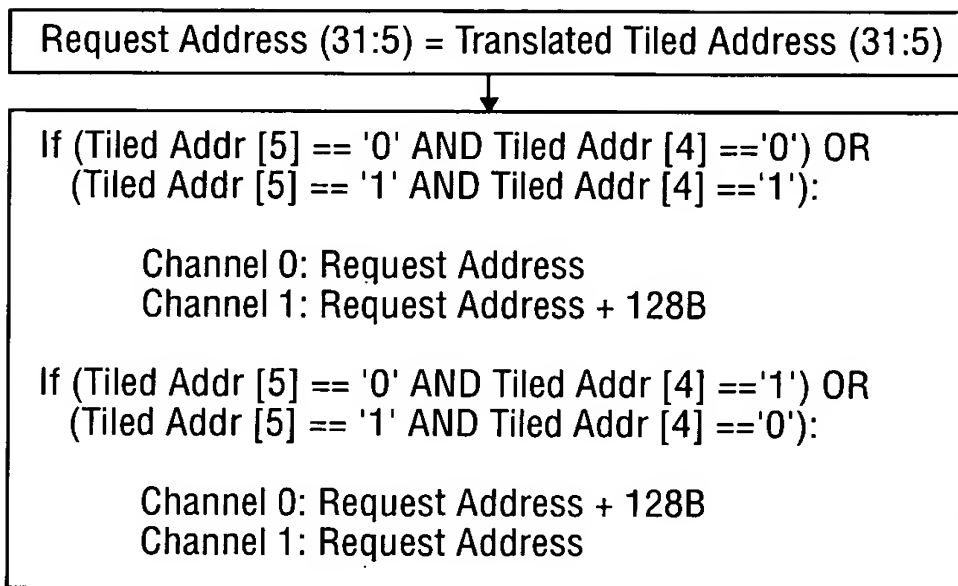 Request Address (31:5) = Translated Tiled Address (31:5)
If (Tiled Addr [5] == '0' AND Tiled Addr [4] =='0') OR
(Tiled Addr [5] == '1' AND Tiled Addr [4] =='1'):
Channel 0: Request Address
Channel 1: Request Address + 128B
If (Tiled Addr [5] == '0' AND Tiled Addr [4] =='1') OR
(Tiled Addr [5] == '1' AND Tiled Addr [4] =='0'):
Channel 0: Request Address + 128B
Channel 1: Request Address